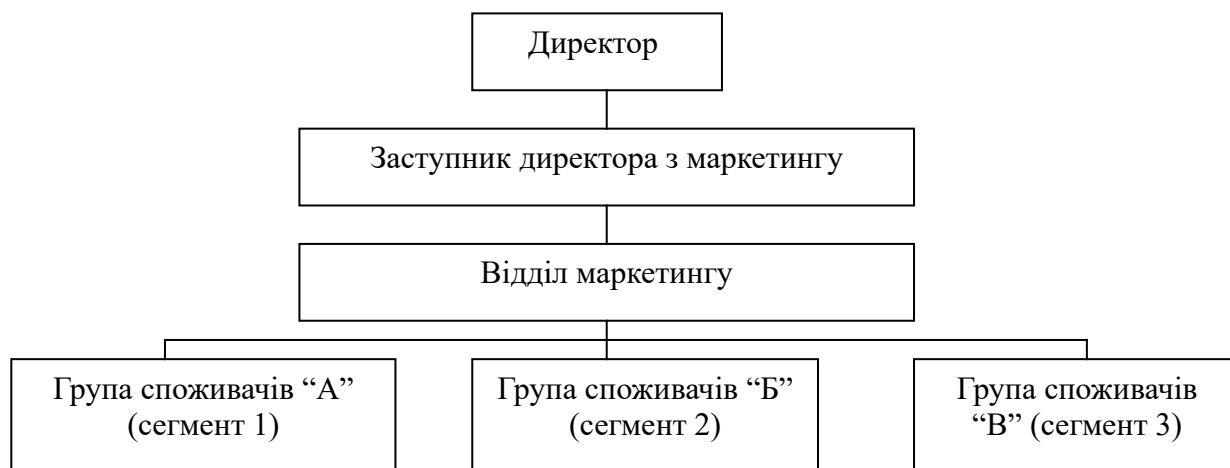 Директор
Заступник директора з маркетингу
Відділ маркетингу
Група споживачів “А”
(сегмент 1)
Група споживачів “Б”
(сегмент 2)
Група споживачів
“В” (сегмент 3)